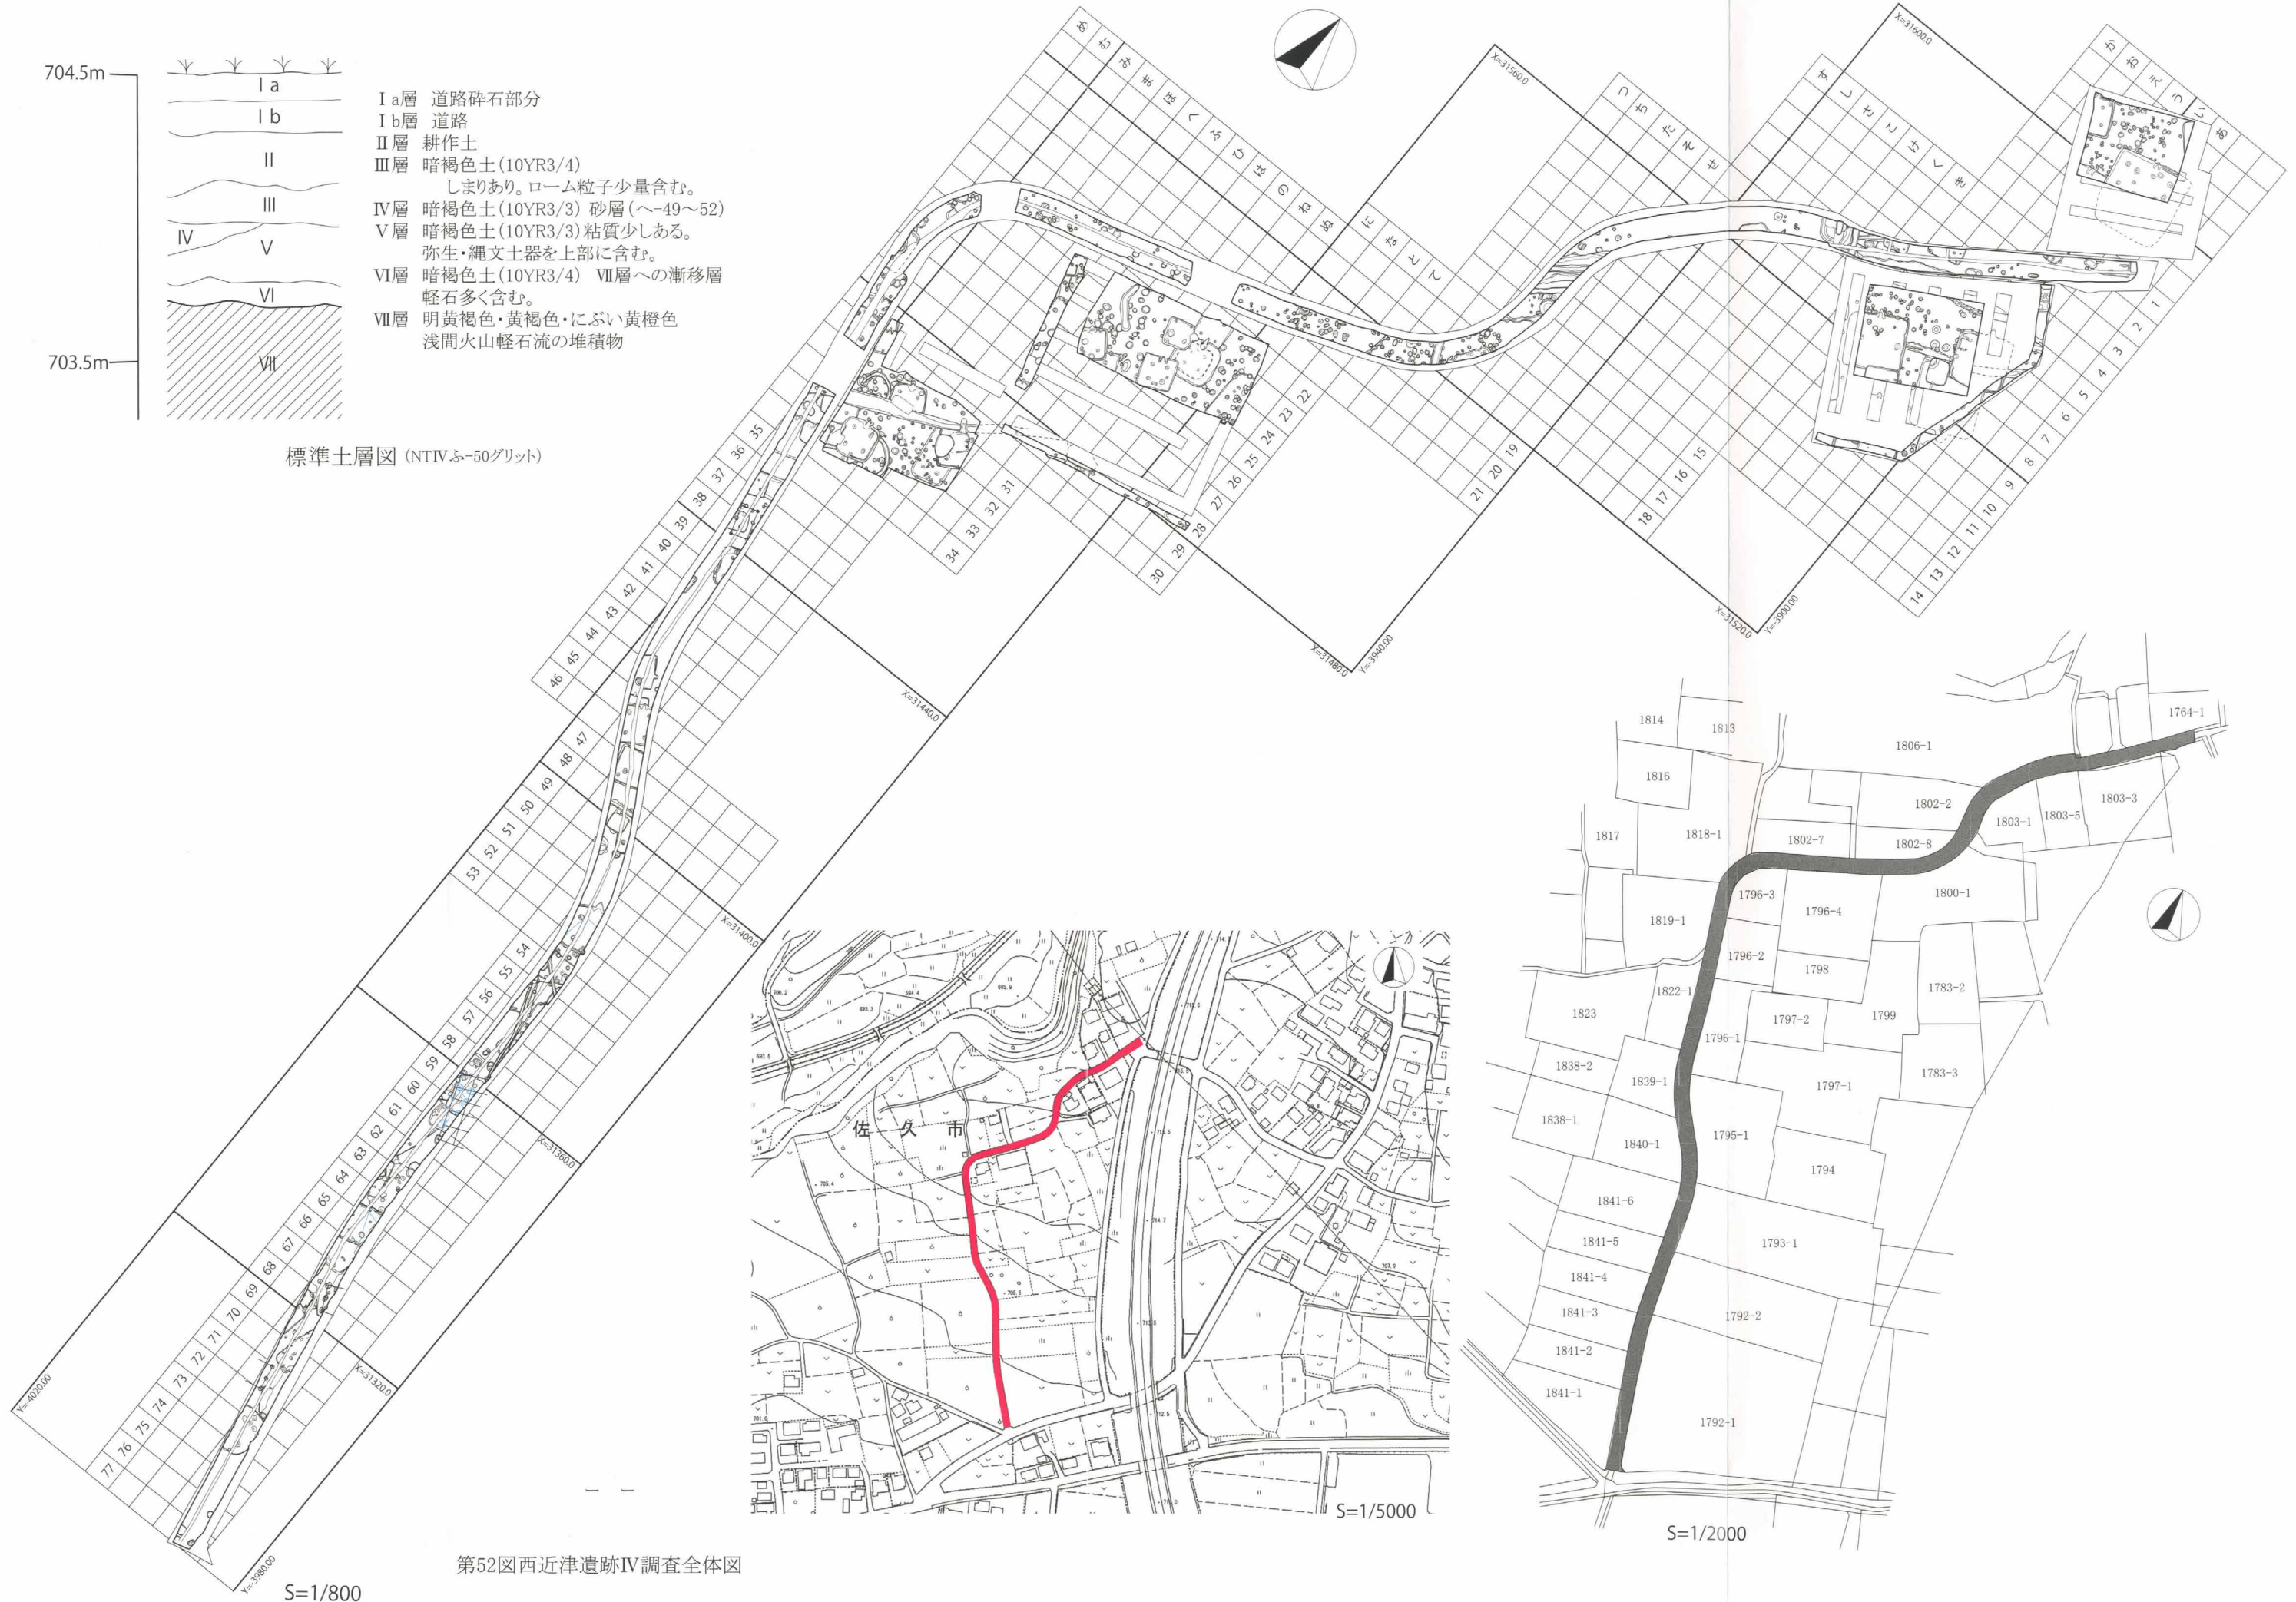 704.5m
703.5m
Ⅰa
Ⅰb
Ⅱ
Ⅲ
Ⅳ
Ⅴ
Ⅵ
Ⅶ
Ⅰa層 道路砕石部分
Ⅰb層 道路
Ⅱ層 耕作土
Ⅲ層 暗褐色土(10YR3/4)
しまりあり。ローム粒子少量含む。
Ⅳ層 暗褐色土(10YR3/3) 砂層(へ-49～52)
Ⅴ層 暗褐色土(10YR3/3)粘質少しある。
弥生・縄文土器を上部に含む。
Ⅵ層 暗褐色土(10YR3/4) Ⅶ層への漸移層
軽石多く含む。
Ⅶ層 明黄褐色・黄褐色・にぶい黄橙色
浅間火山軽石流の堆積物
標準土層図 (NTⅣふ-50グリット)
め む み ま ほ へ ふ ひ は の ね ぬ に な と て
つ ち た そ せ
す し さ こ け く き
か お え う い あ
X=31560.0
X=31600.0
1 2 3 4 5 6 7 8 9 10 11 12 13 14
15 16 17 18
19 20 21
22 23 24 25 26 27 28 29 30
31 32 33 34
35 36 37 38 39 40 41 42 43 44 45 46
47 48 49 50 51 52 53
54 55 56 57 58 59 60 61 62 63 64 65 66 67 68 69 70 71 72 73 74 75 76 77
X=31520.0
Y=-3900.00
X=31480.0
Y=-3940.00
X=31440.0
X=31400.0
X=31360.0
X=31320.0
Y=-4020.00
Y=-3980.00
S=1/800
第52図西近津遺跡Ⅳ調査全体図
佐久市
S=1/5000
1814
1813
1764-1
1806-1
1816
1802-2
1803-3
1803-5
1803-1
1817
1818-1
1802-7
1802-8
1796-3
1800-1
1819-1
1796-4
1796-2
1798
1822-1
1783-2
1823
1797-2
1799
1796-1
1838-2
1839-1
1797-1
1783-3
1838-1
1840-1
1795-1
1794
1841-6
1841-5
1793-1
1841-4
1841-3
1792-2
1841-2
1841-1
1792-1
S=1/2000